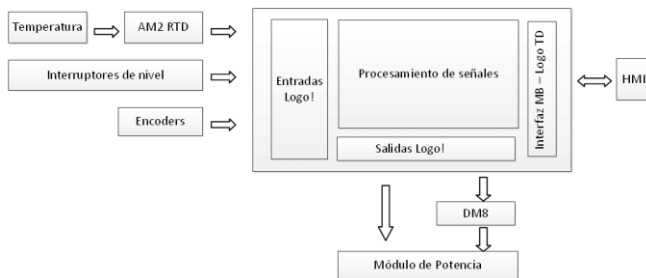 Temperatura
AM2 RTD
Interruptores de nivel
Encoders
Entradas
Logo!
Procesamiento de señales
Salidas Logo!
Interfaz MB – Logo TD
HMI
DM8
Módulo de Potencia